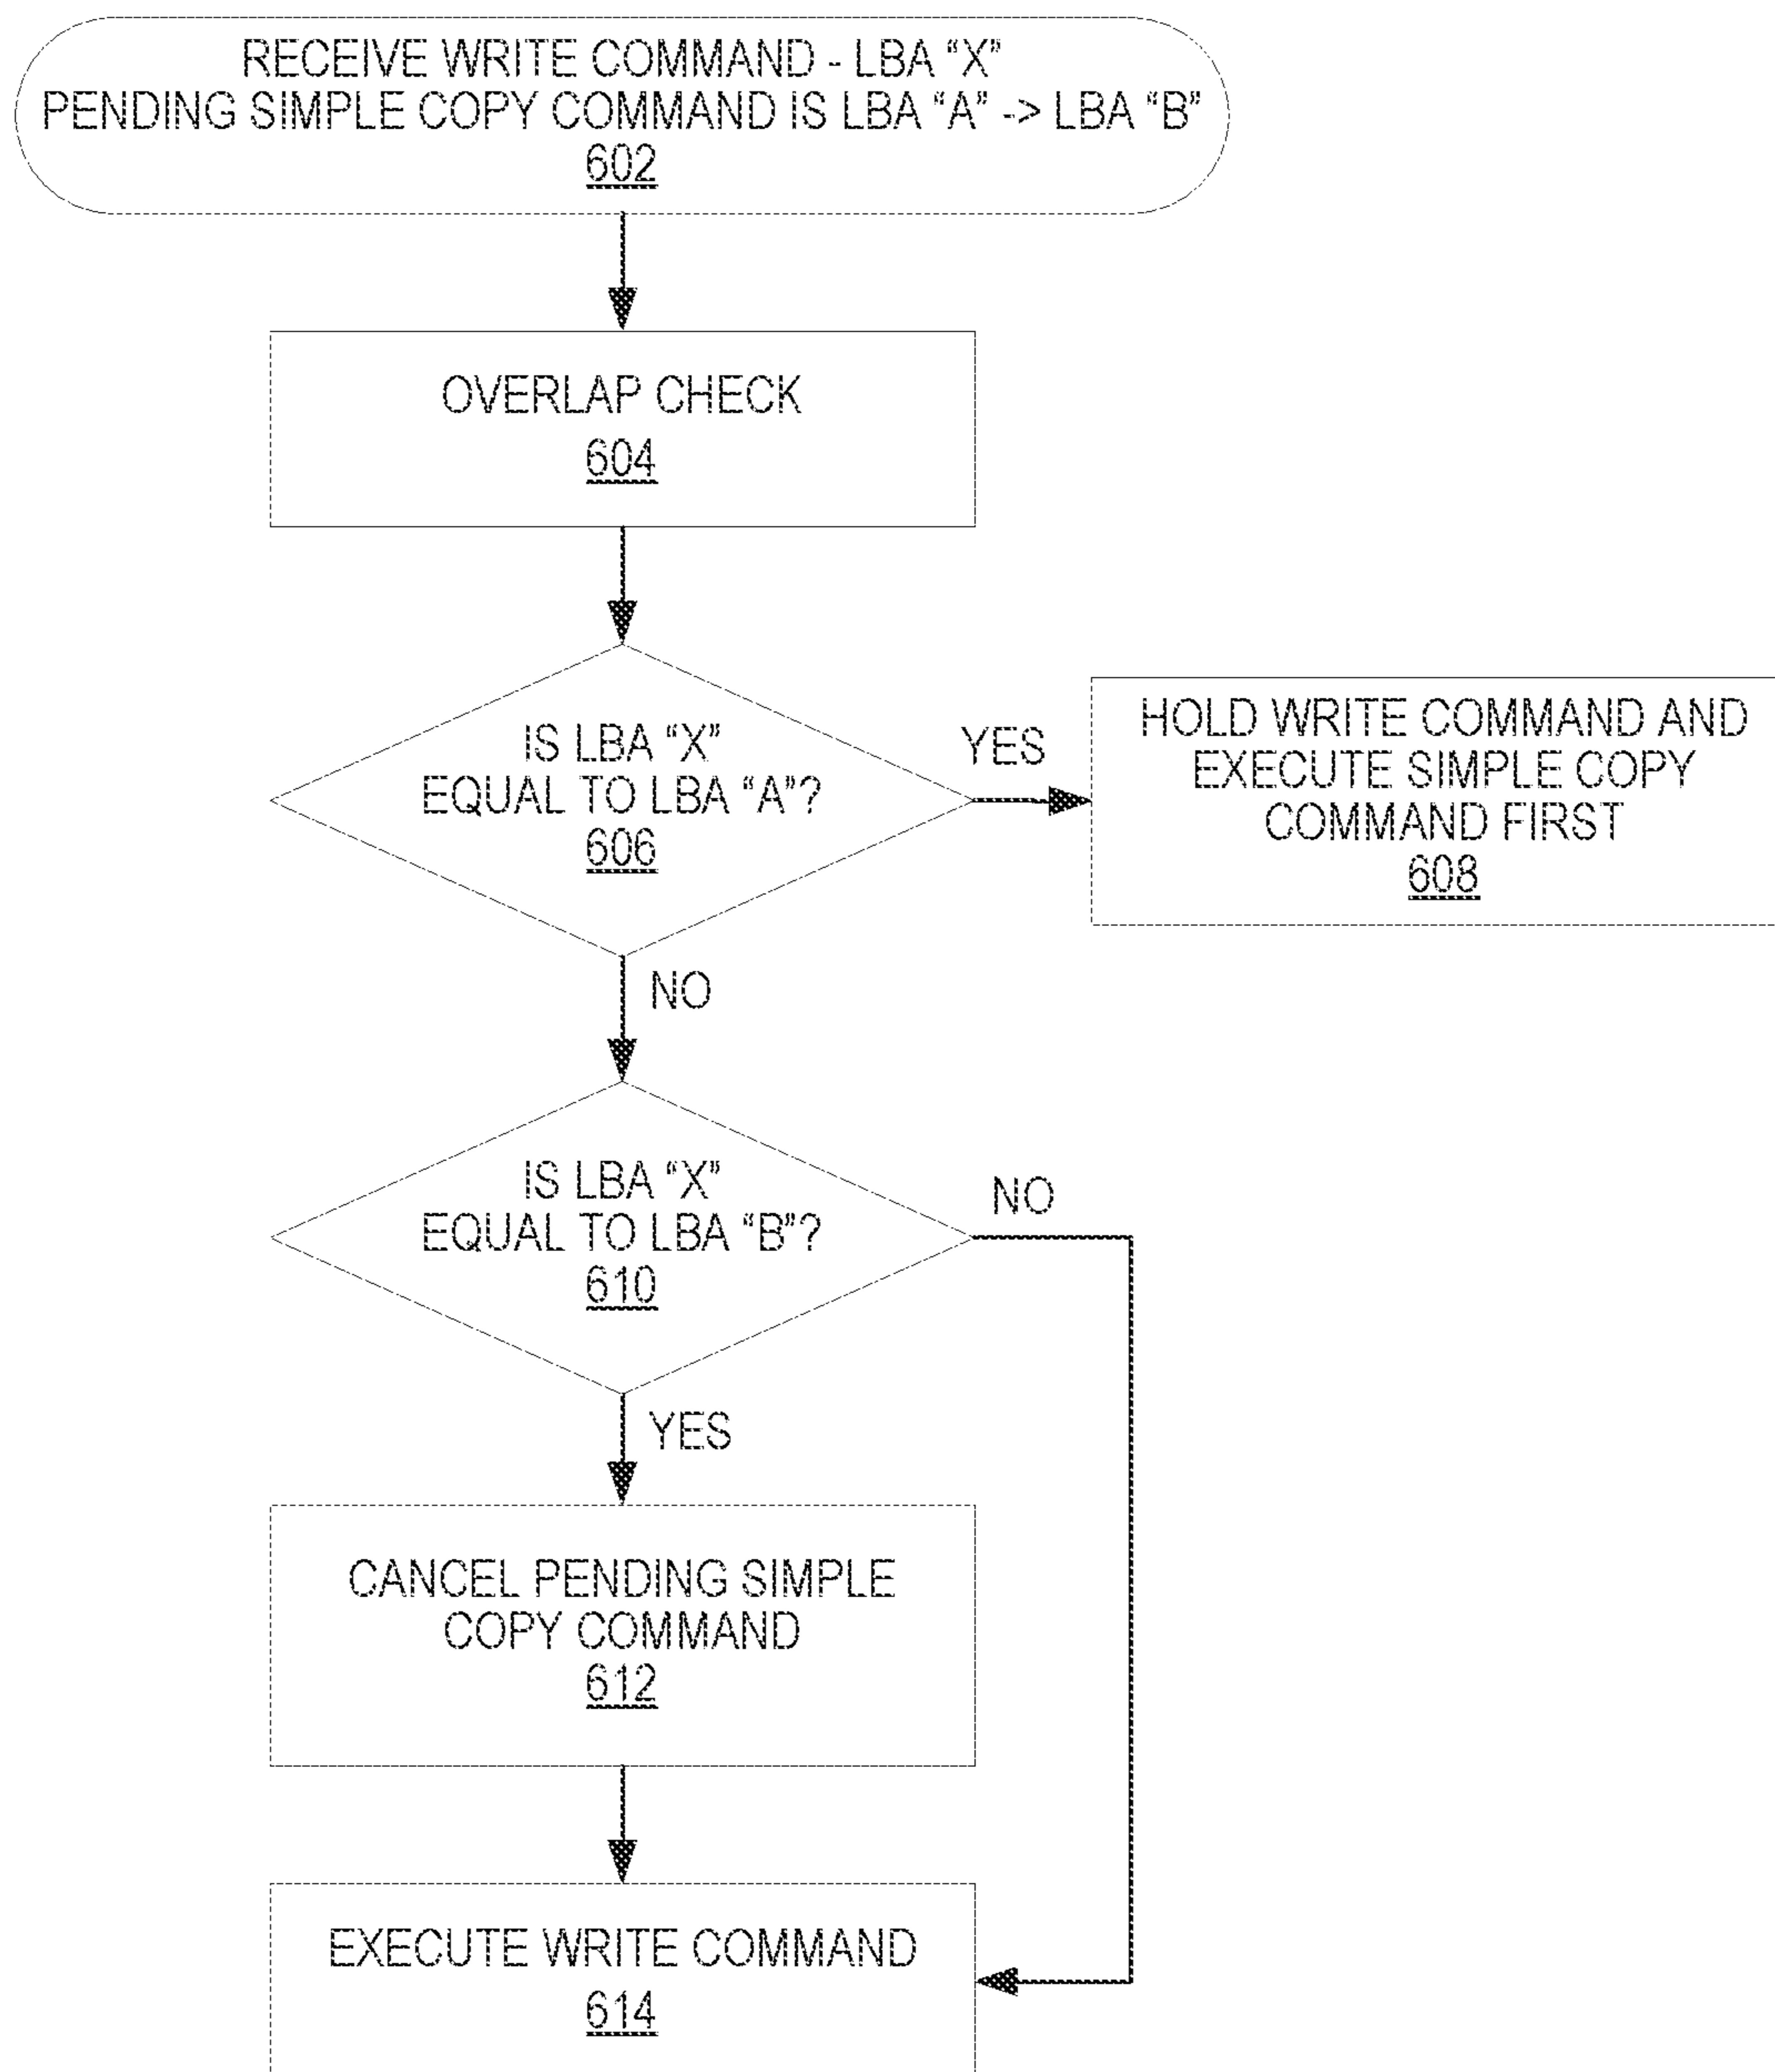 RECEIVE WRITE COMMAND - LBA “X”
PENDING SIMPLE COPY COMMAND IS LBA “A” -> LBA “B”
602
OVERLAP CHECK
604
IS LBA “X”
EQUAL TO LBA “A”?
606
YES
HOLD WRITE COMMAND AND
EXECUTE SIMPLE COPY
COMMAND FIRST
608
NO
IS LBA “X”
EQUAL TO LBA “B”?
610
NO
YES
CANCEL PENDING SIMPLE
COPY COMMAND
612
EXECUTE WRITE COMMAND
614